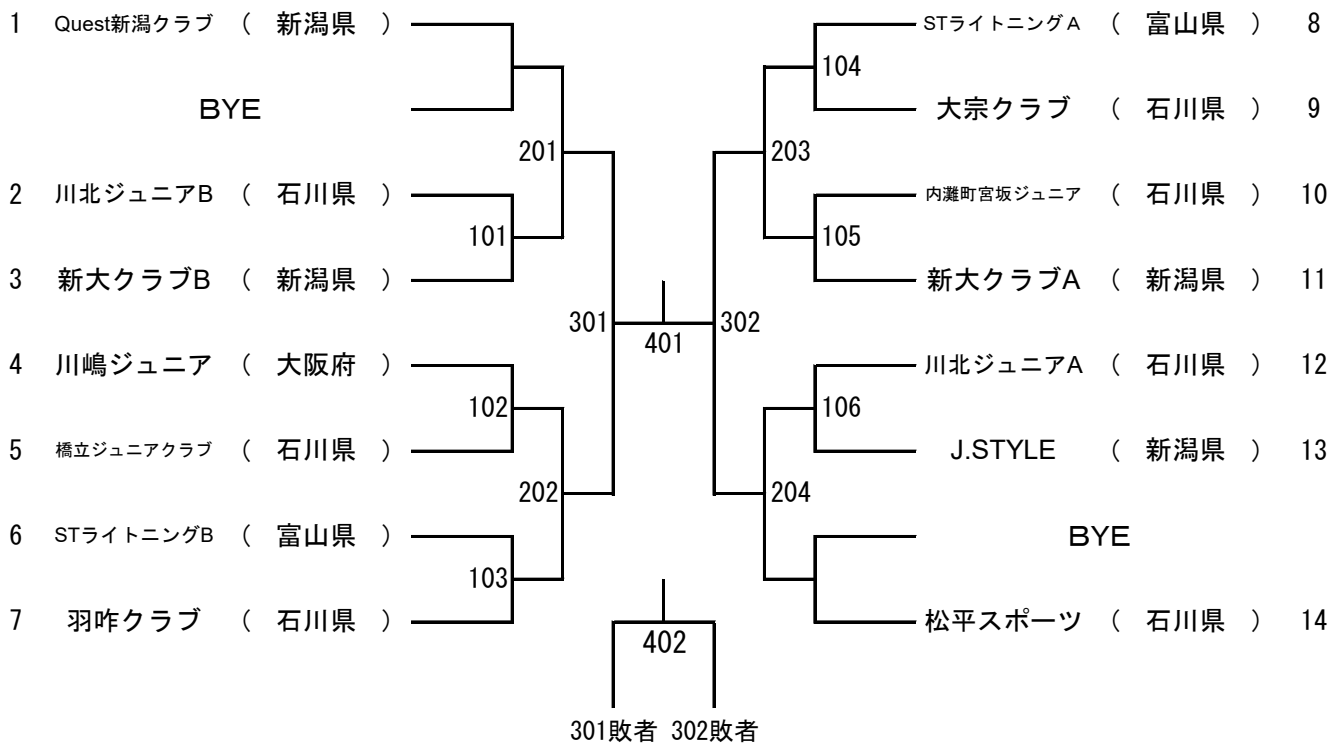 1 Quest新潟クラブ ( 新潟県 )
BYE
201
2 川北ジュニアB ( 石川県 )
101
3 新大クラブB ( 新潟県 )
301
4 川嶋ジュニア ( 大阪府 )
102
5 橋立ジュニアクラブ ( 石川県 )
202
6 STライトニングB ( 富山県 )
103
7 羽咋クラブ ( 石川県 )
401
402
301敗者 302敗者
STライトニングA ( 富山県 ) 8
104
大宗クラブ ( 石川県 ) 9
203
内灘町宮坂ジュニア ( 石川県 ) 10
105
新大クラブA ( 新潟県 ) 11
302
川北ジュニアA ( 石川県 ) 12
106
J.STYLE ( 新潟県 ) 13
204
BYE
松平スポーツ ( 石川県 ) 14